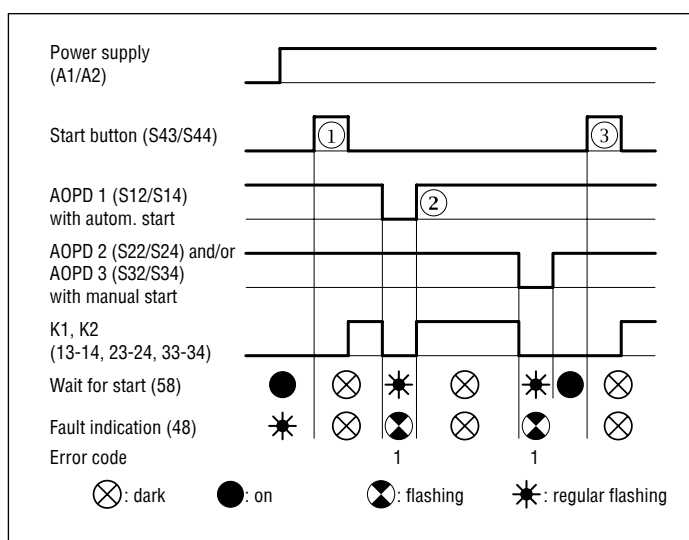 Power supply
(A1/A2)
Start button (S43/S44)
1
3
AOPD 1 (S12/S14)
with autom. start
2
AOPD 2 (S22/S24) and/or
AOPD 3 (S32/S34)
with manual start
K1, K2
(13-14, 23-24, 33-34)
Wait for start (58)
Fault indication (48)
Error code 1 1
: dark : on : flashing : regular flashing